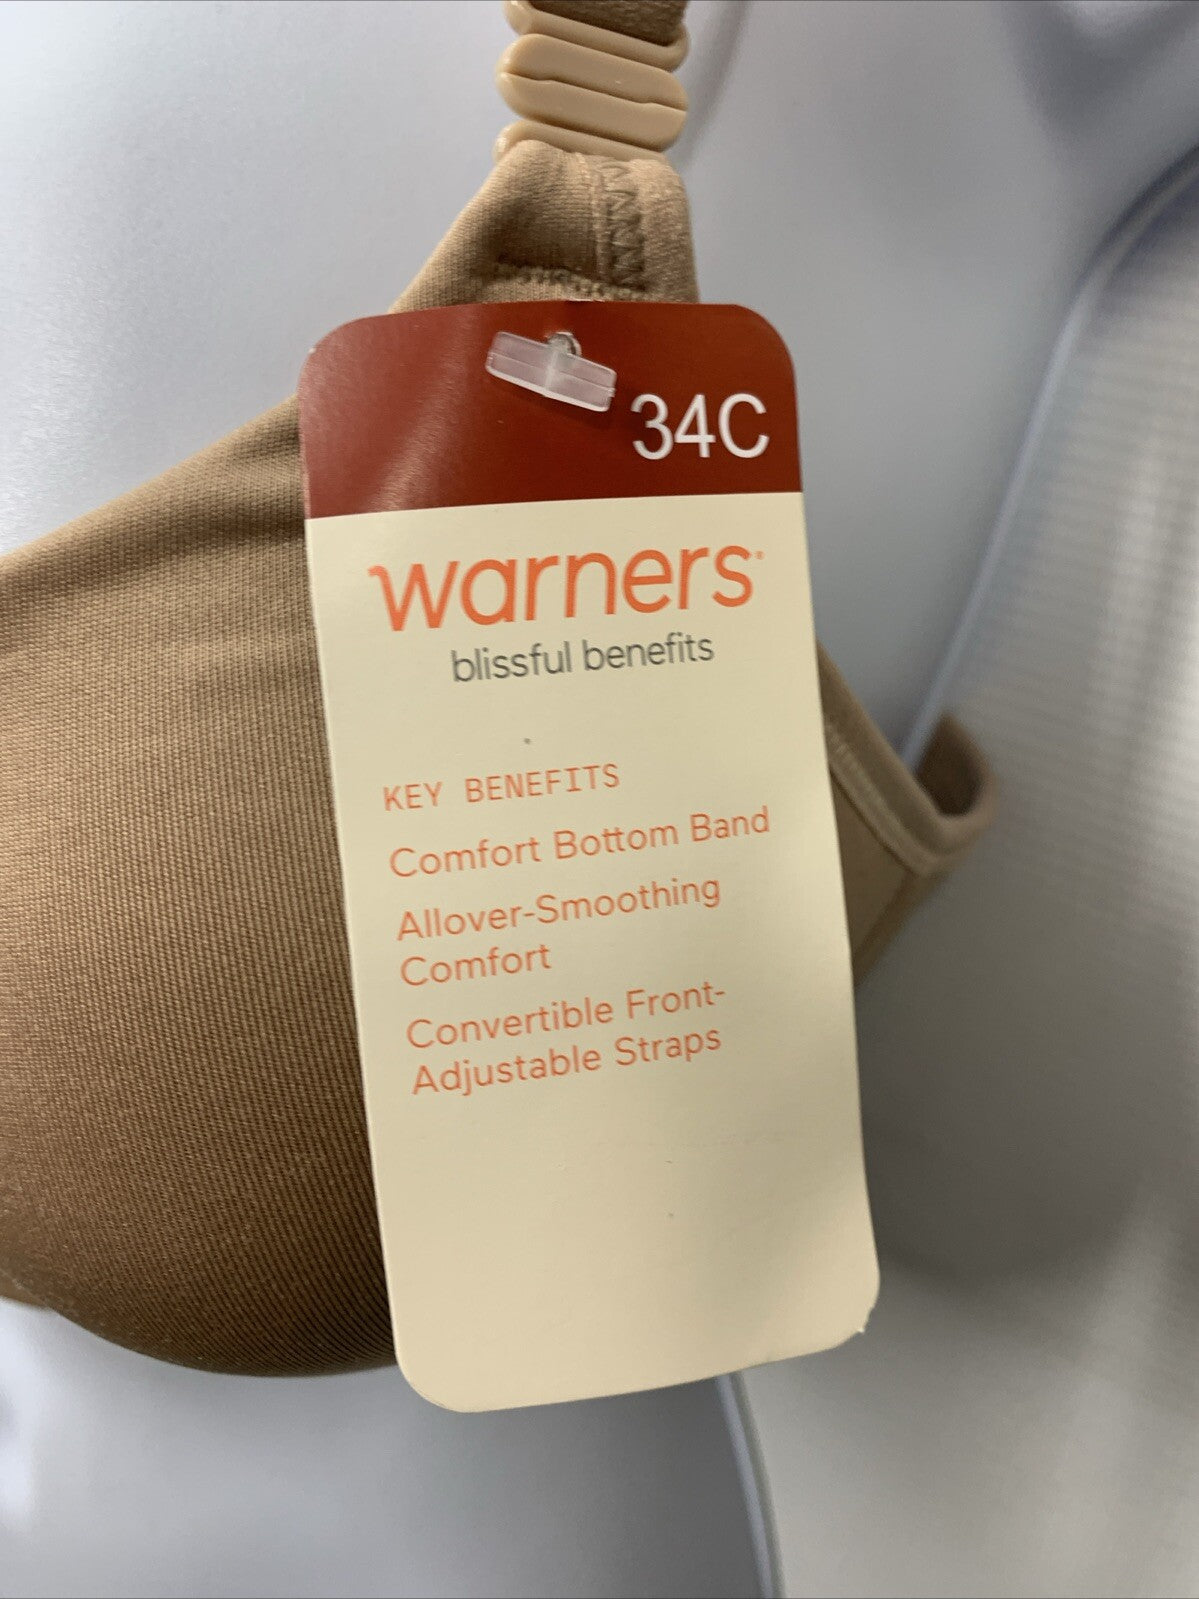 34C
warners
blissful benefits
KEY BENEFITS
Comfort Bottom Band
Allover-Smoothing
Comfort
Convertible Front-
Adjustable Straps